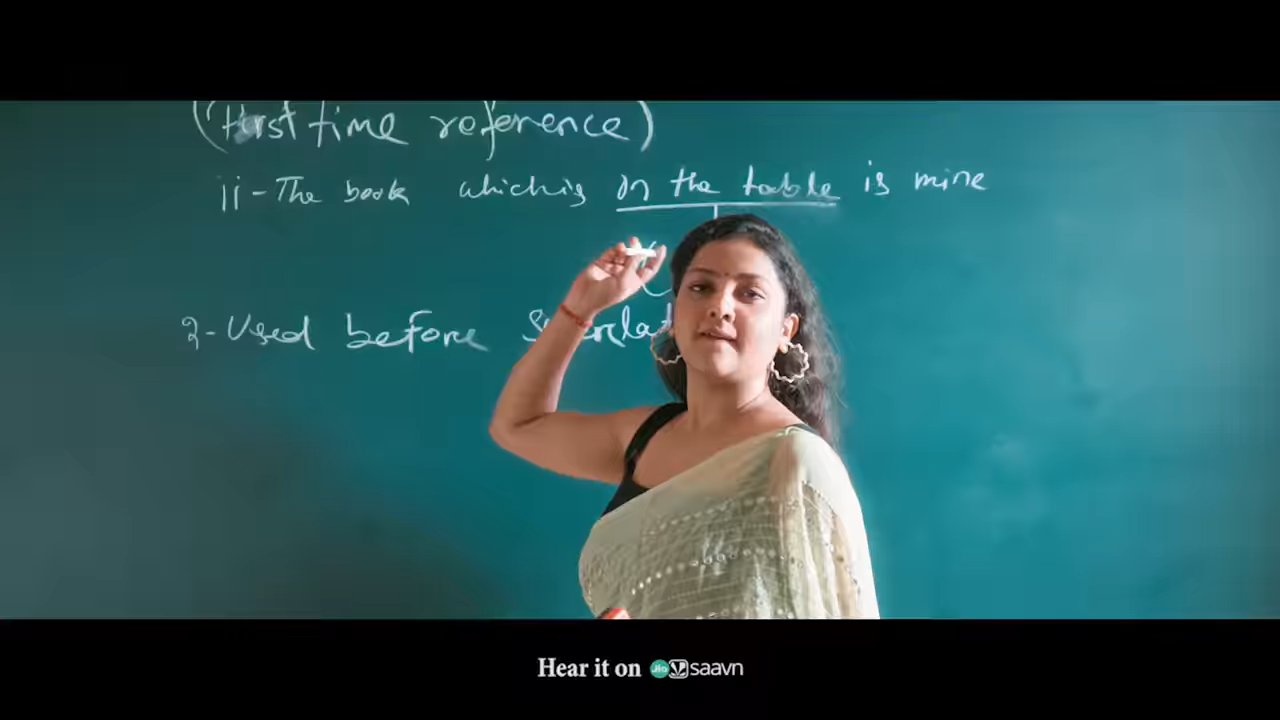 (First time reference)
ii - The book which is on the table is mine
2 - Used before
Hear it on Jio saavn